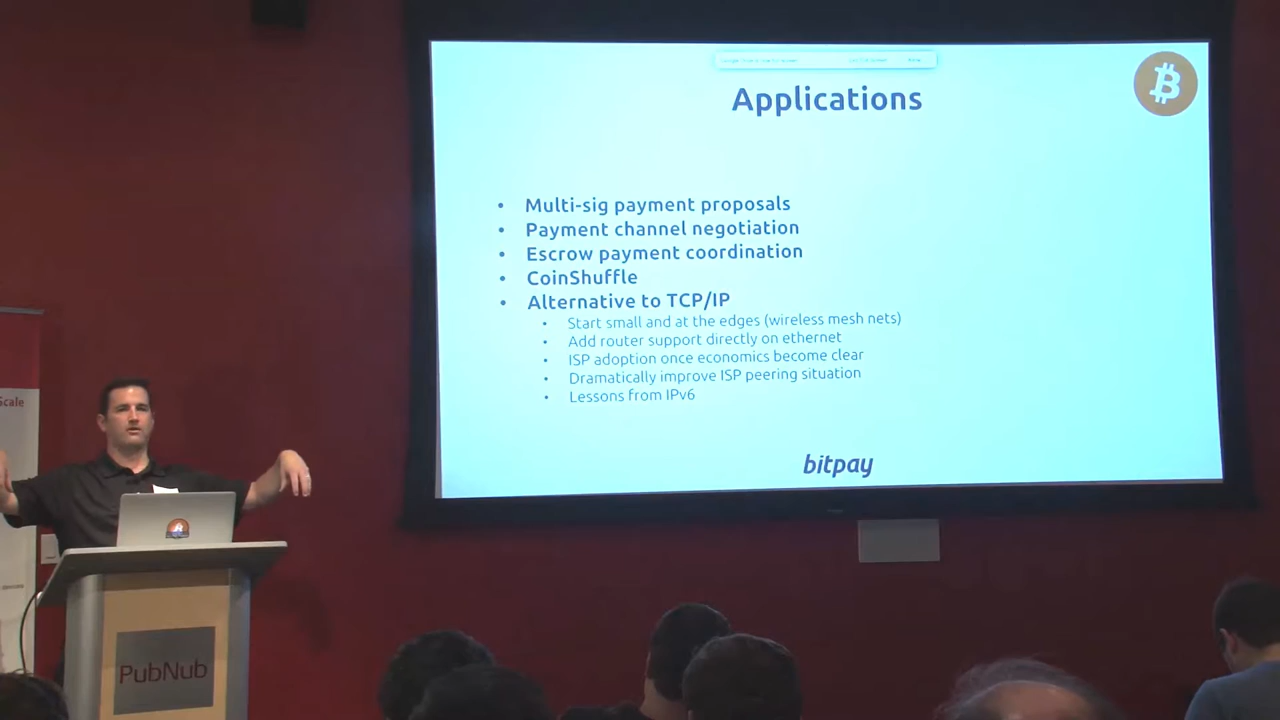 Applications
• Multi-sig payment proposals
• Payment channel negotiation
• Escrow payment coordination
• CoinShuffle
• Alternative to TCP/IP
• Start small and at the edges (wireless mesh nets)
• Add router support directly on ethernet
• ISP adoption once economics become clear
• Dramatically improve ISP peering situation
• Lessons from IPv6
bitpay
Scale
PubNub